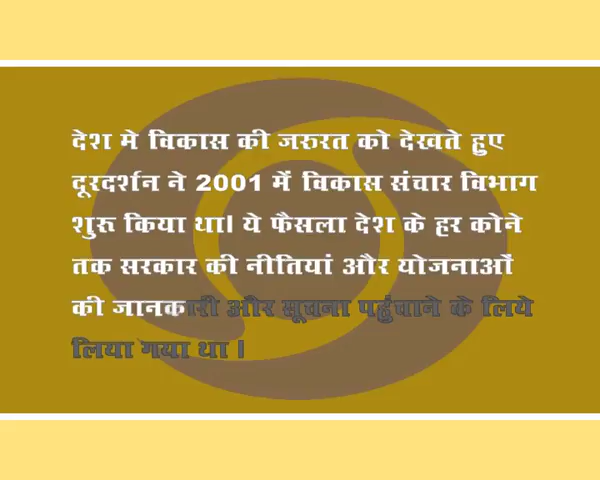 देश मे विकास की जरुरत को देखते हुए
दूरदर्शन ने 2001 में विकास संचार विभाग
शुरू किया था। ये फैसला देश के हर कोने
तक सरकार की नीतियां और योजनाओं
की जानकारी और सूचना पहुंचाने के लिये
लिया गया था ।